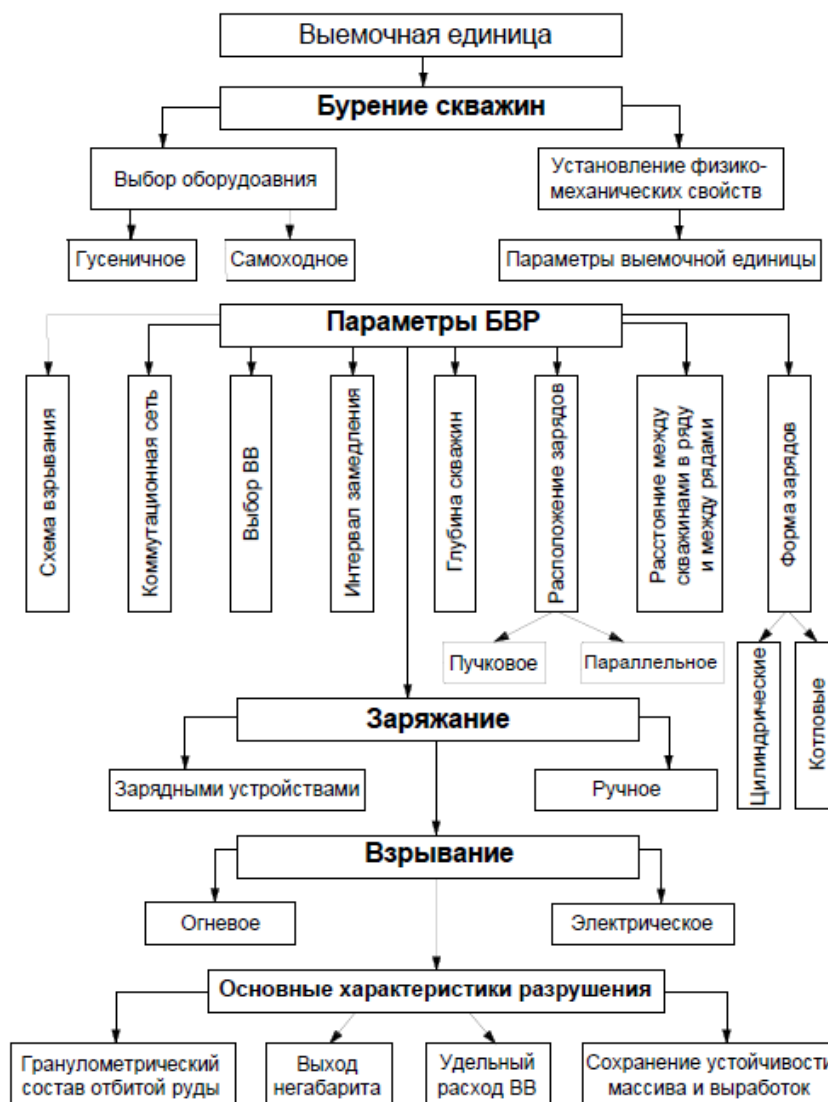 Выемочная единица
Бурение скважин
Выбор оборудоавния
Установление физико-
механических свойств
Гусеничное
Самоходное
Параметры выемочной единицы
Параметры БВР
Схема взрывания
Коммутационная сеть
Выбор ВВ
Интервал замедления
Глубина скважин
Расположение зарядов
Расстояние между
скважинами в ряду
и между рядами
Форма зарядов
Пучковое
Параллельное
Цилиндрические
Котловые
Заряжание
Зарядными устройствами
Ручное
Взрывание
Огневое
Электрическое
Основные характеристики разрушения
Гранулометрический
состав отбитой руды
Выход
негабарита
Удельный
расход ВВ
Сохранение устойчивости
массива и выработок